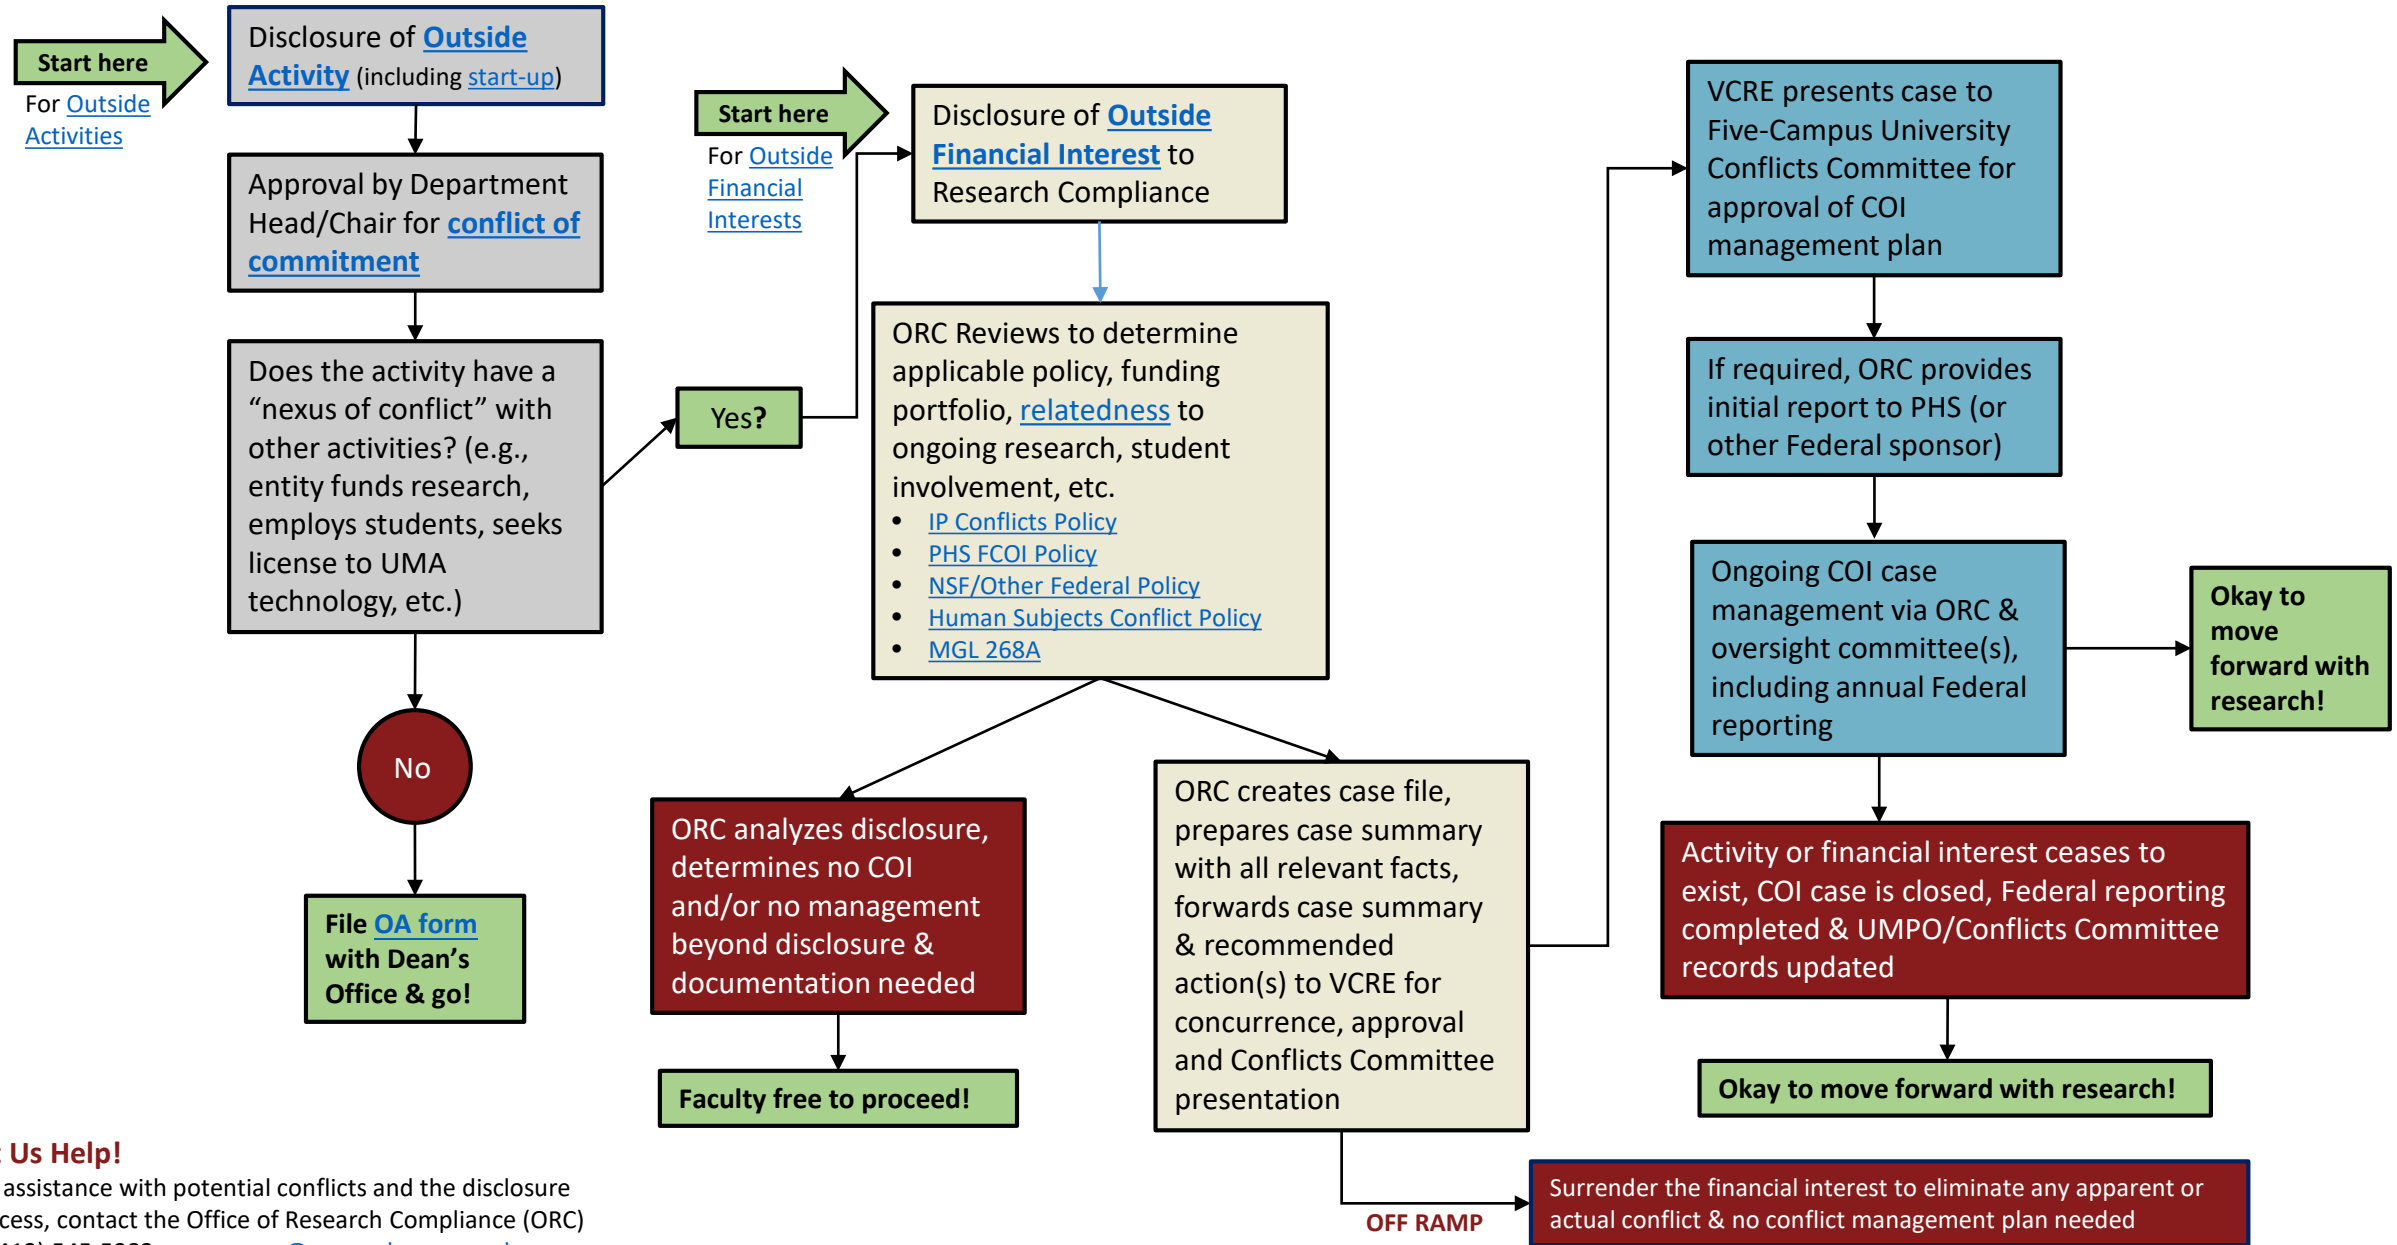 Start here
For Outside
Activities
Disclosure of Outside
Activity (including start-up)
Approval by Department
Head/Chair for conflict of
commitment
Does the activity have a
“nexus of conflict” with
other activities? (e.g.,
entity funds research,
employs students, seeks
license to UMA
technology, etc.)
No
File OA form
with Dean’s
Office & go!
Yes?
Start here
For Outside
Financial
Interests
Disclosure of Outside
Financial Interest to
Research Compliance
ORC Reviews to determine
applicable policy, funding
portfolio, relatedness to
ongoing research, student
involvement, etc.
• IP Conflicts Policy
• PHS FCOI Policy
• NSF/Other Federal Policy
• Human Subjects Conflict Policy
• MGL 268A
ORC analyzes disclosure,
determines no COI
and/or no management
beyond disclosure &
documentation needed
Faculty free to proceed!
ORC creates case file,
prepares case summary
with all relevant facts,
forwards case summary
& recommended
action(s) to VCRE for
concurrence, approval
and Conflicts Committee
presentation
OFF RAMP
Surrender the financial interest to eliminate any apparent or
actual conflict & no conflict management plan needed
VCRE presents case to
Five-Campus University
Conflicts Committee for
approval of COI
management plan
If required, ORC provides
initial report to PHS (or
other Federal sponsor)
Ongoing COI case
management via ORC &
oversight committee(s),
including annual Federal
reporting
Okay to
move
forward with
research!
Activity or financial interest ceases to
exist, COI case is closed, Federal reporting
completed & UMPO/Conflicts Committee
records updated
Okay to move forward with research!
Us Help!
assistance with potential conflicts and the disclosure
cess, contact the Office of Research Compliance (ORC)